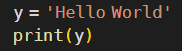 y = 'Hello World'
print(y)